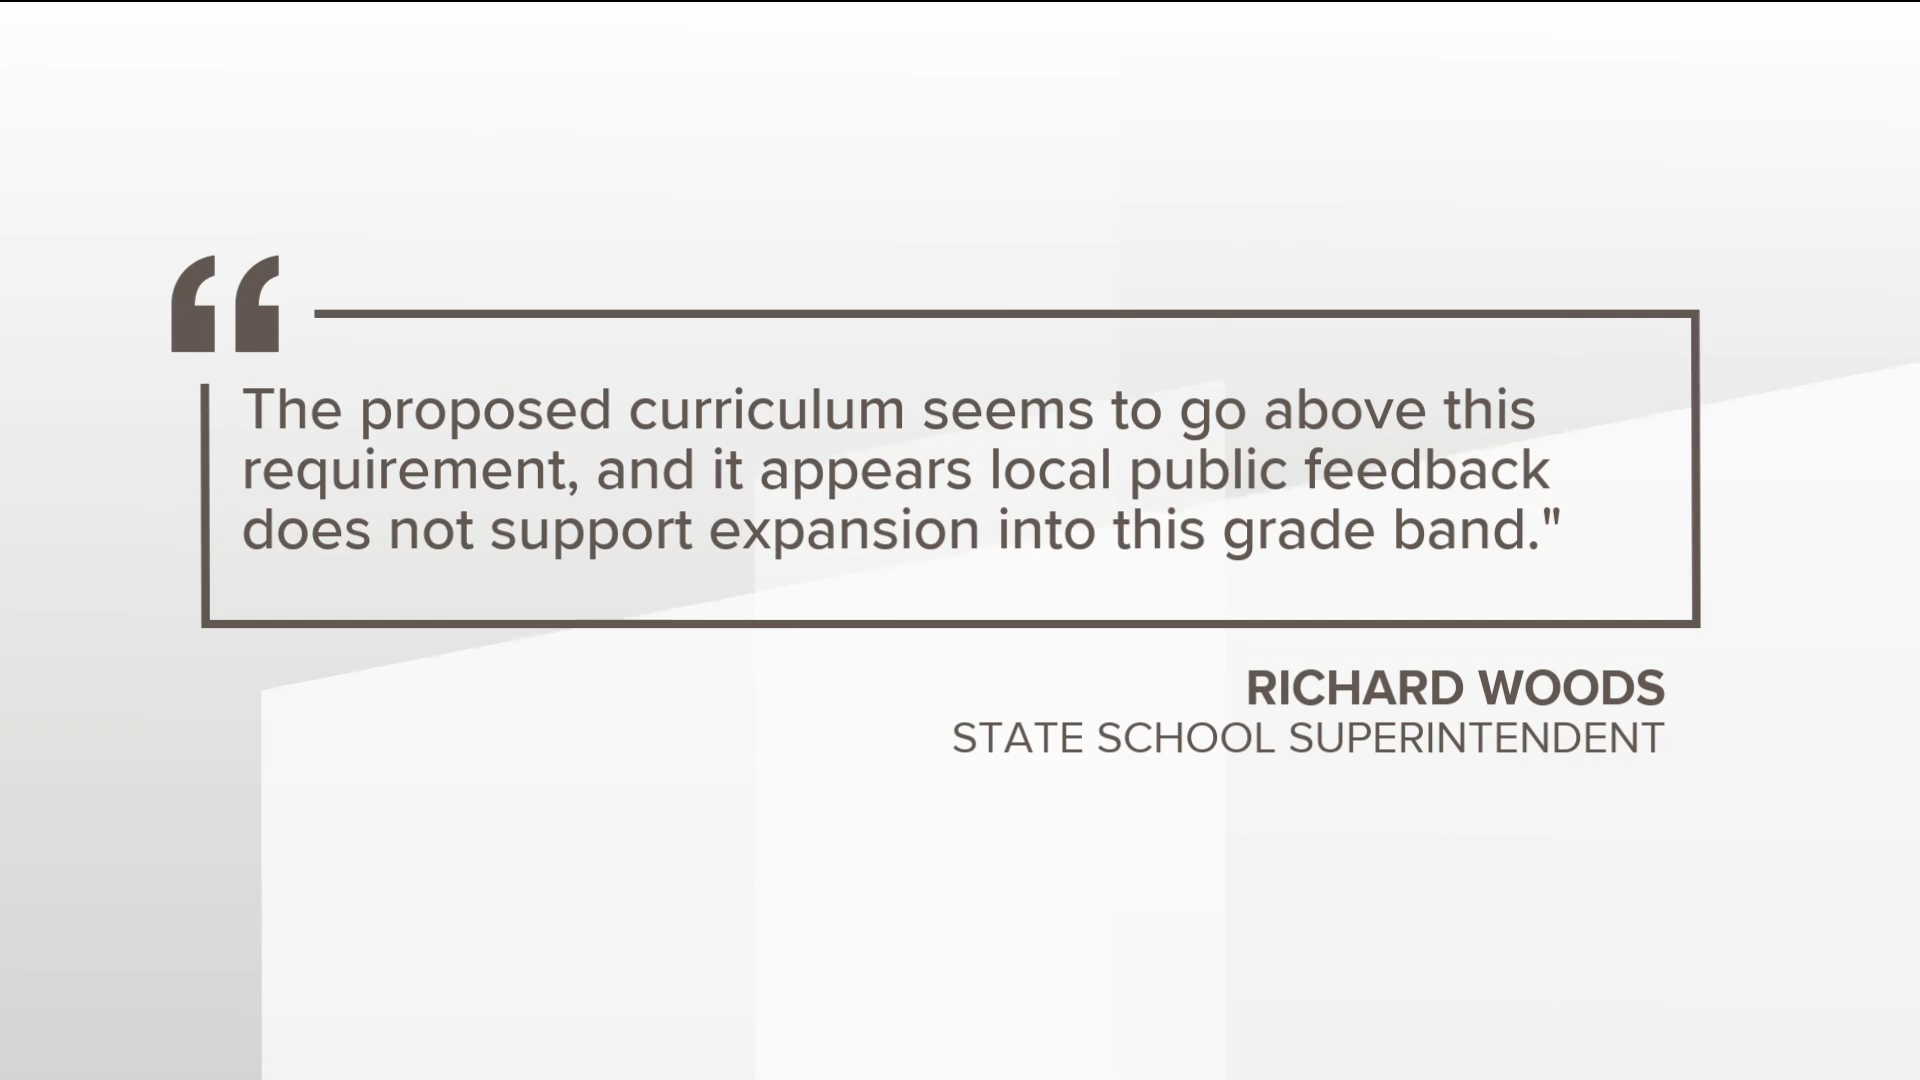 “
The proposed curriculum seems to go above this
requirement, and it appears local public feedback
does not support expansion into this grade band."
RICHARD WOODS
STATE SCHOOL SUPERINTENDENT